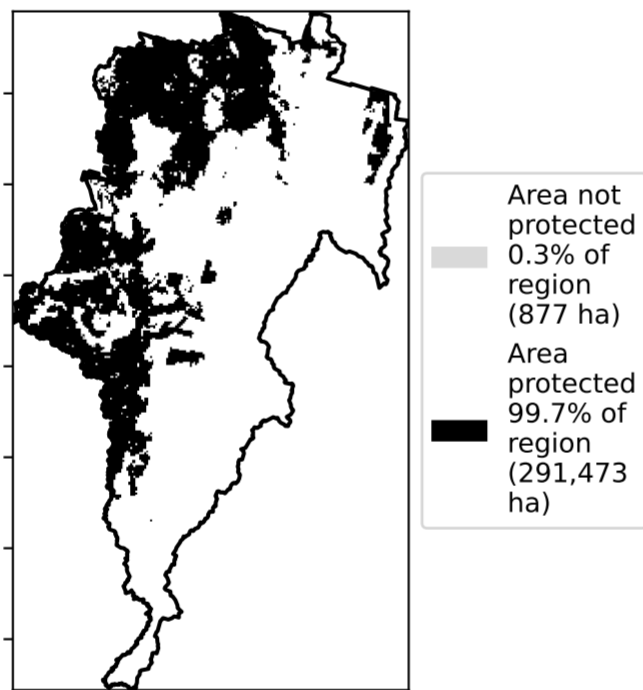 Area not
protected
0.3% of
region
(877 ha)
Area
protected
99.7% of
region
(291,473
ha)